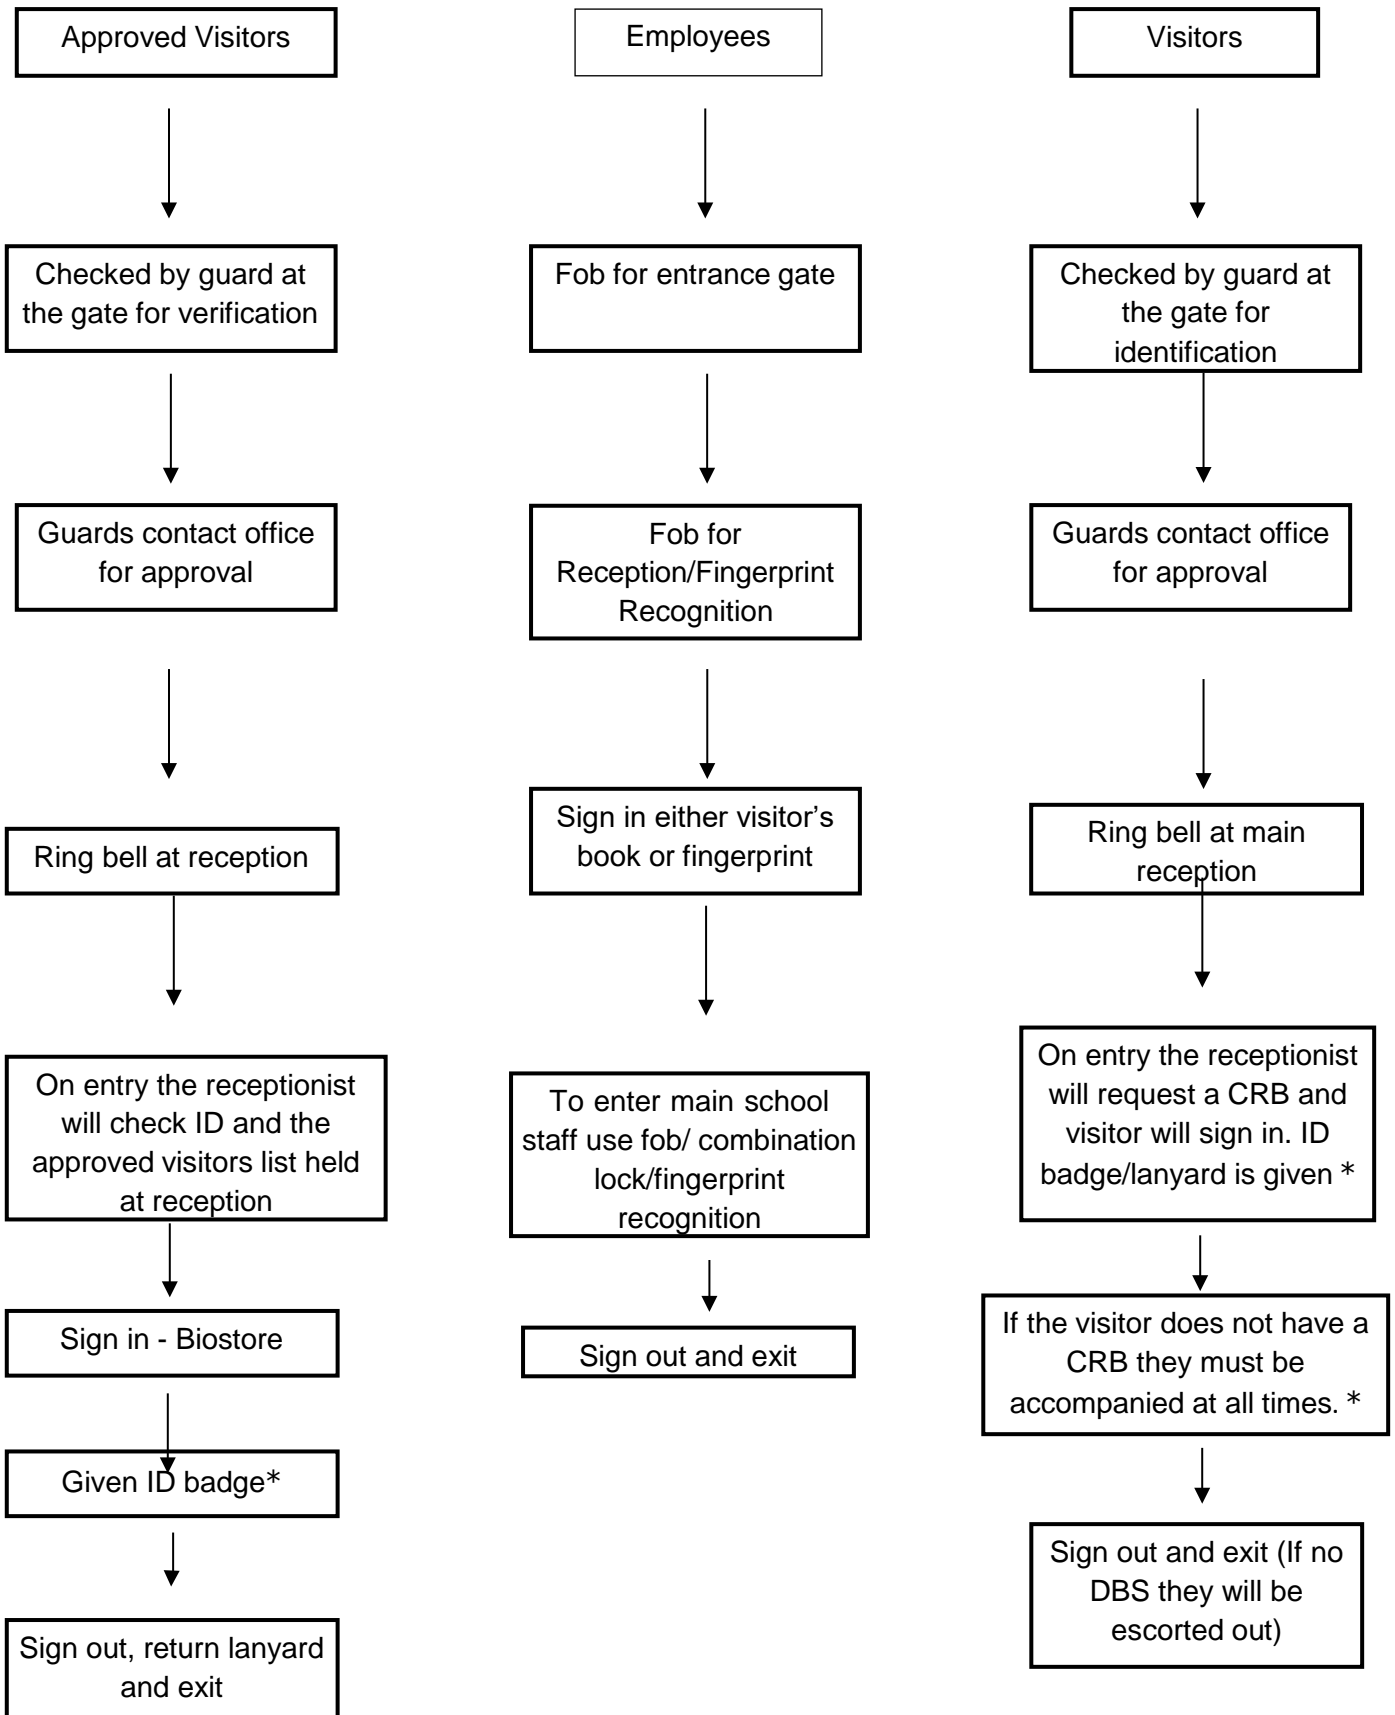 Approved Visitors
Checked by guard at
the gate for verification
Guards contact office
for approval
Ring bell at reception
On entry the receptionist
will check ID and the
approved visitors list held
at reception
Sign in - Biostore
Given ID badge*
Sign out, return lanyard
and exit
Employees
Fob for entrance gate
Fob for
Reception/Fingerprint
Recognition
Sign in either visitor’s
book or fingerprint
To enter main school
staff use fob/ combination
lock/fingerprint
recognition
Sign out and exit
Visitors
Checked by guard at
the gate for
identification
Guards contact office
for approval
Ring bell at main
reception
On entry the receptionist
will request a CRB and
visitor will sign in. ID
badge/lanyard is given *
If the visitor does not have a
CRB they must be
accompanied at all times. *
Sign out and exit (If no
DBS they will be
escorted out)